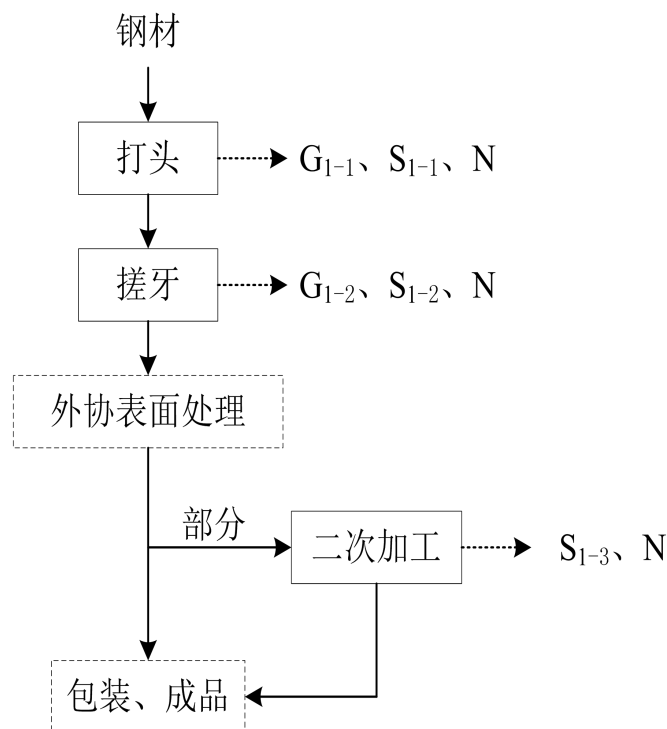 钢材
打头
G1-1、S1-1、N
搓牙
G1-2、S1-2、N
外协表面处理
部分
二次加工
S1-3、N
包装、成品